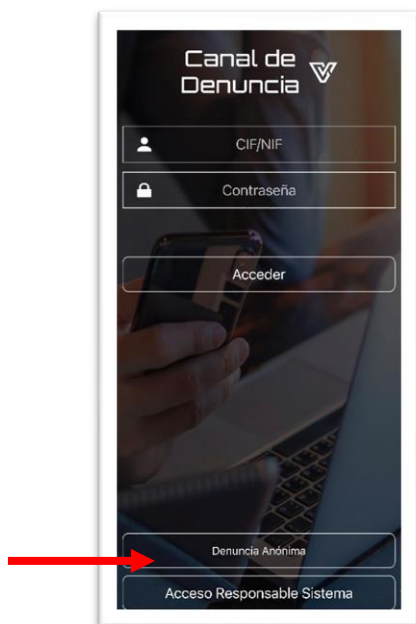 Canal de
Denuncia
CIF/NIF
Contraseña
Acceder
Denuncia Anónima
Acceso Responsable Sistema